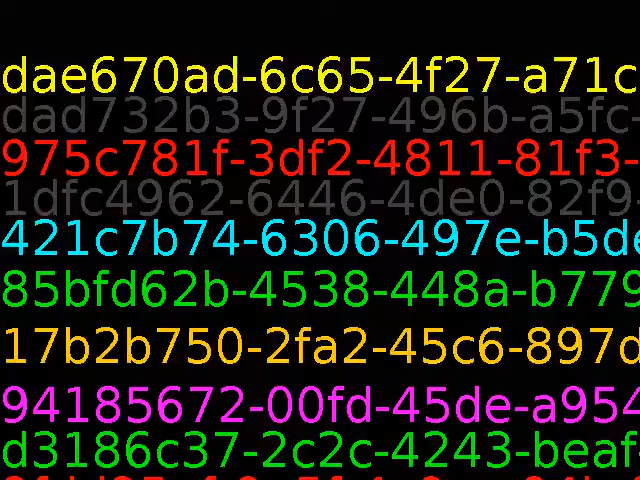 dae670ad-6c65-4f27-a71c
dad732b3-9f27-496b-a5fc-
975c781f-3df2-4811-81f3-
1dfc4962-6446-4de0-82f9-
421c7b74-6306-497e-b5de
85bfd62b-4538-448a-b779
17b2b750-2fa2-45c6-897d
94185672-00fd-45de-a954
d3186c37-2c2c-4243-beaf-